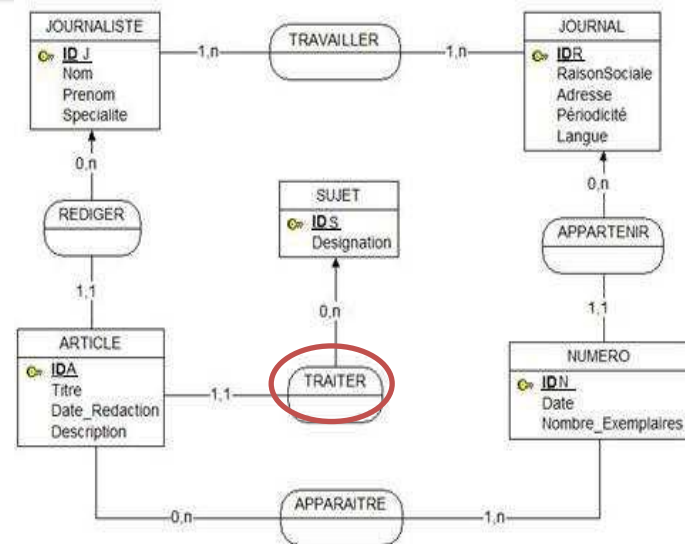 JOURNALISTE
ID J
Nom
Prenom
Specialite
1,n
TRAVAILLER
1,n
JOURNAL
IDR
RaisonSociale
Adresse
Périodicité
Langue
0,n
REDIGER
1,1
SUJET
IDS
Designation
0,n
0,n
APPARTENIR
1,1
ARTICLE
IDA
Titre
Date_Redaction
Description
1,1
TRAITER
NUMERO
IDN
Date
Nombre_Exemplaires
0,n
APPARAITRE
1,n